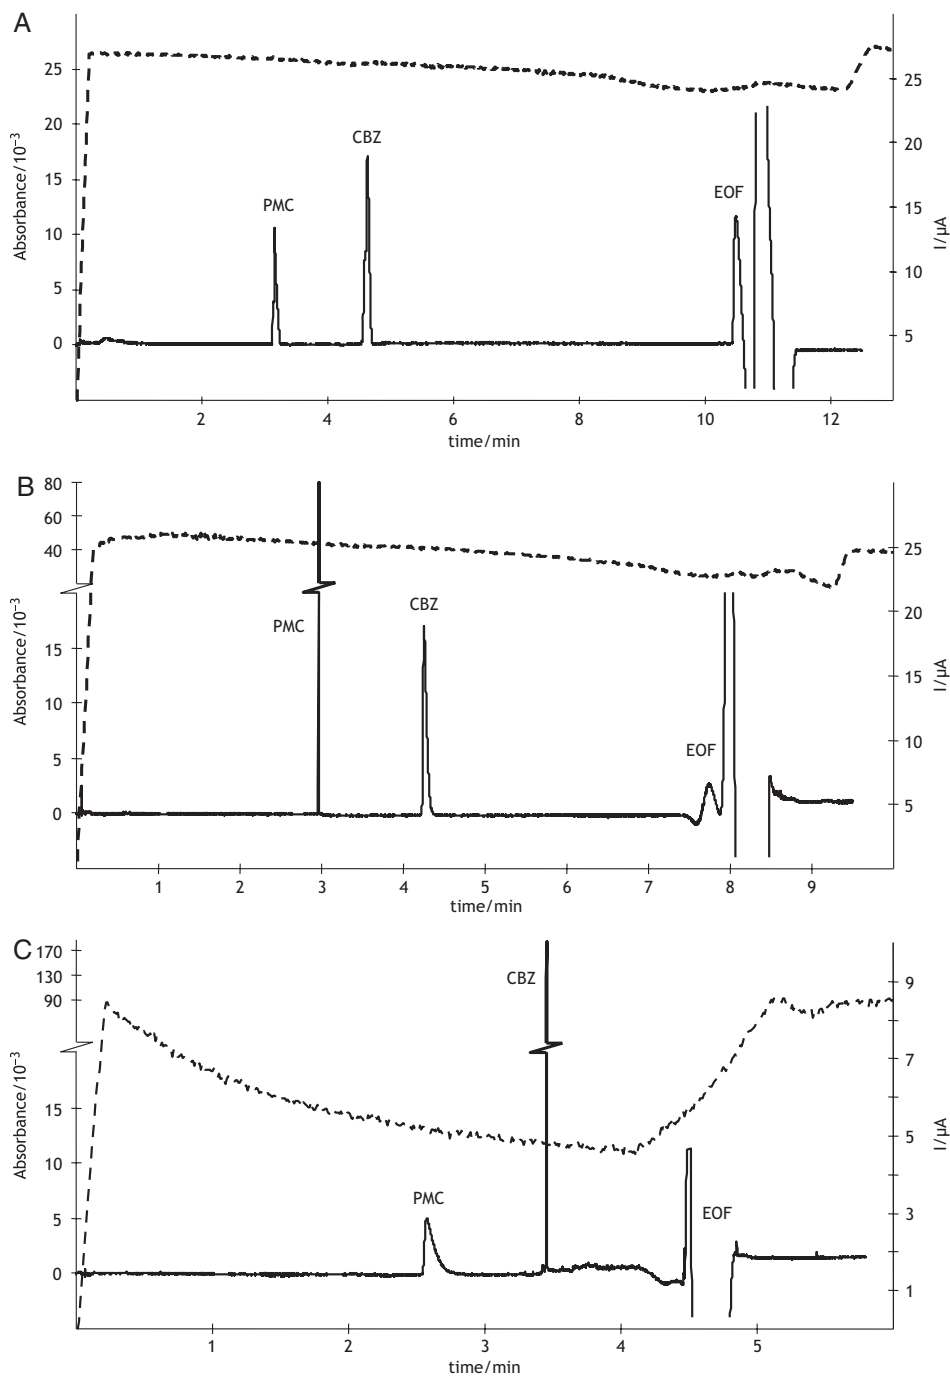 A
Absorbance/10⁻³
25
20
15
10
5
0
PMC
CBZ
EOF
25
20
15
10
5
I/µA
2 4 6 8 10 12
time/min
B
Absorbance/10⁻³
80
60
40
15
10
5
0
PMC
CBZ
EOF
25
20
15
10
5
I/µA
1 2 3 4 5 6 7 8 9
time/min
C
Absorbance/10⁻³
170
130
90
15
10
5
0
PMC
CBZ
EOF
9
7
5
3
1
I/µA
1 2 3 4 5
time/min